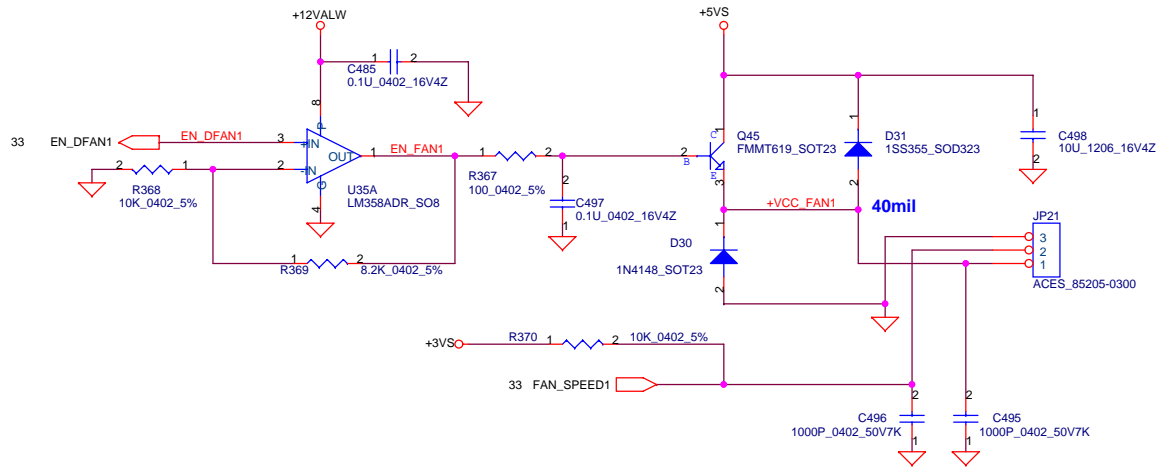 +12VALW
+5VS
1 2
C485
0.1U_0402_16V4Z
8
P
33 EN_DFAN1 EN_DFAN1 3 +IN
OUT 1 EN_FAN1 1 2
2 1 2 -IN
R368
10K_0402_5%
G
4
U35A
LM358ADR_SO8
R367
100_0402_5%
2
C497
0.1U_0402_16V4Z
1
1 2
R369 8.2K_0402_5%
1
C
2
B
E
3
Q45
FMMT619_SOT23
1
D31
1SS355_SOD323
2
1
C498
10U_1206_16V4Z
2
+VCC_FAN1 40mil
1
D30
1N4148_SOT23
2
JP21
3
2
1
ACES_85205-0300
+3VS R370 1 2 10K_0402_5%
33 FAN_SPEED1
2
C496
1000P_0402_50V7K
1
2
C495
1000P_0402_50V7K
1